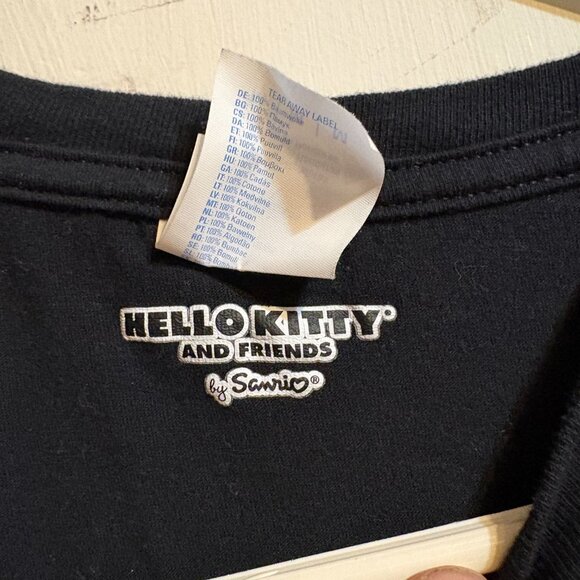 TEAR AWAY LABEL
DE: 100% Baumwolle
BG: 100% Памук
CS: 100% Bavlna
DA: 100% Bomuld
ET: 100% Puuvill
FI: 100% Puuvilla
GR: 100% Βαμβάκι
HU: 100% Pamut
GA: 100% Cadás
IT: 100% Cotone
LT: 100% Medvilnė
LV: 100% Kokvilna
MT: 100% Qoton
NL: 100% Katoen
PL: 100% Bawełny
PT: 100% Algodão
RO: 100% Bumbac
SE: 100% Bomull
HELLO KITTY®
AND FRIENDS
by Sanrio®